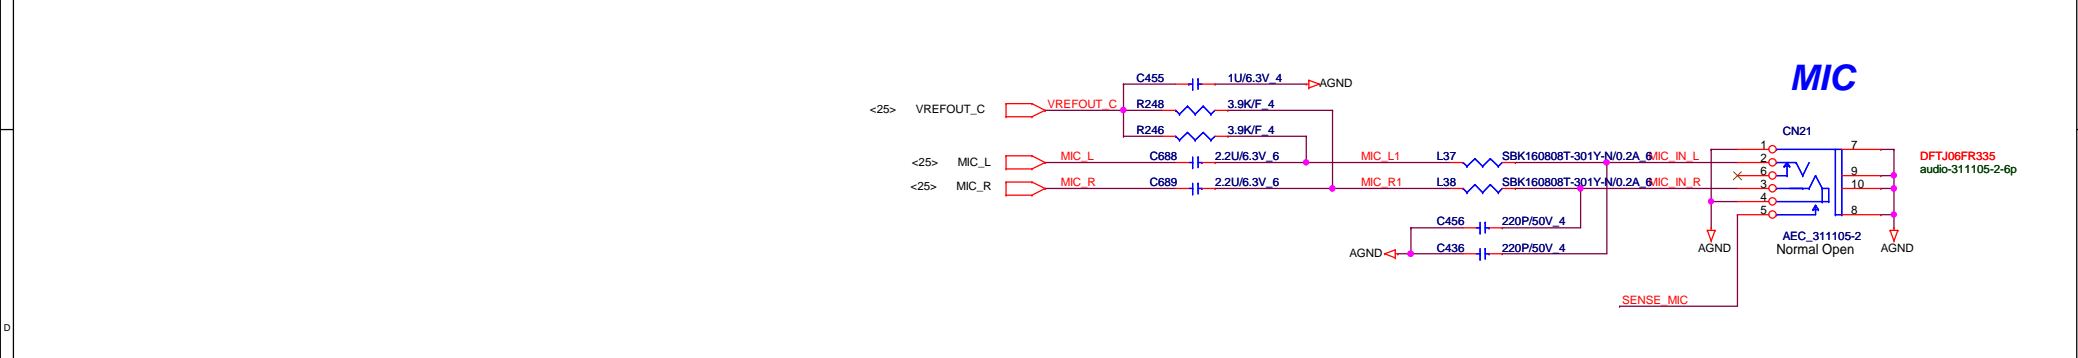 MIC
C455 1U/6.3V_4 AGND
<25> VREFOUT_C VREFOUT_C R248 3.9K/F_4
R246 3.9K/F_4
CN21
<25> MIC_L MIC_L C688 2.2U/6.3V_6 MIC_L1 L37 SBK160808T-301Y-N/0.2A_6 MIC_IN_L
<25> MIC_R MIC_R C689 2.2U/6.3V_6 MIC_R1 L38 SBK160808T-301Y-N/0.2A_6 MIC_IN_R
1 7
2
6 9
3 10
4
5 8
DFTJ06FR335
audio-311105-2-6p
C456 220P/50V_4
AGND C436 220P/50V_4
AGND
AEC_311105-2
Normal Open
AGND
SENSE_MIC
D